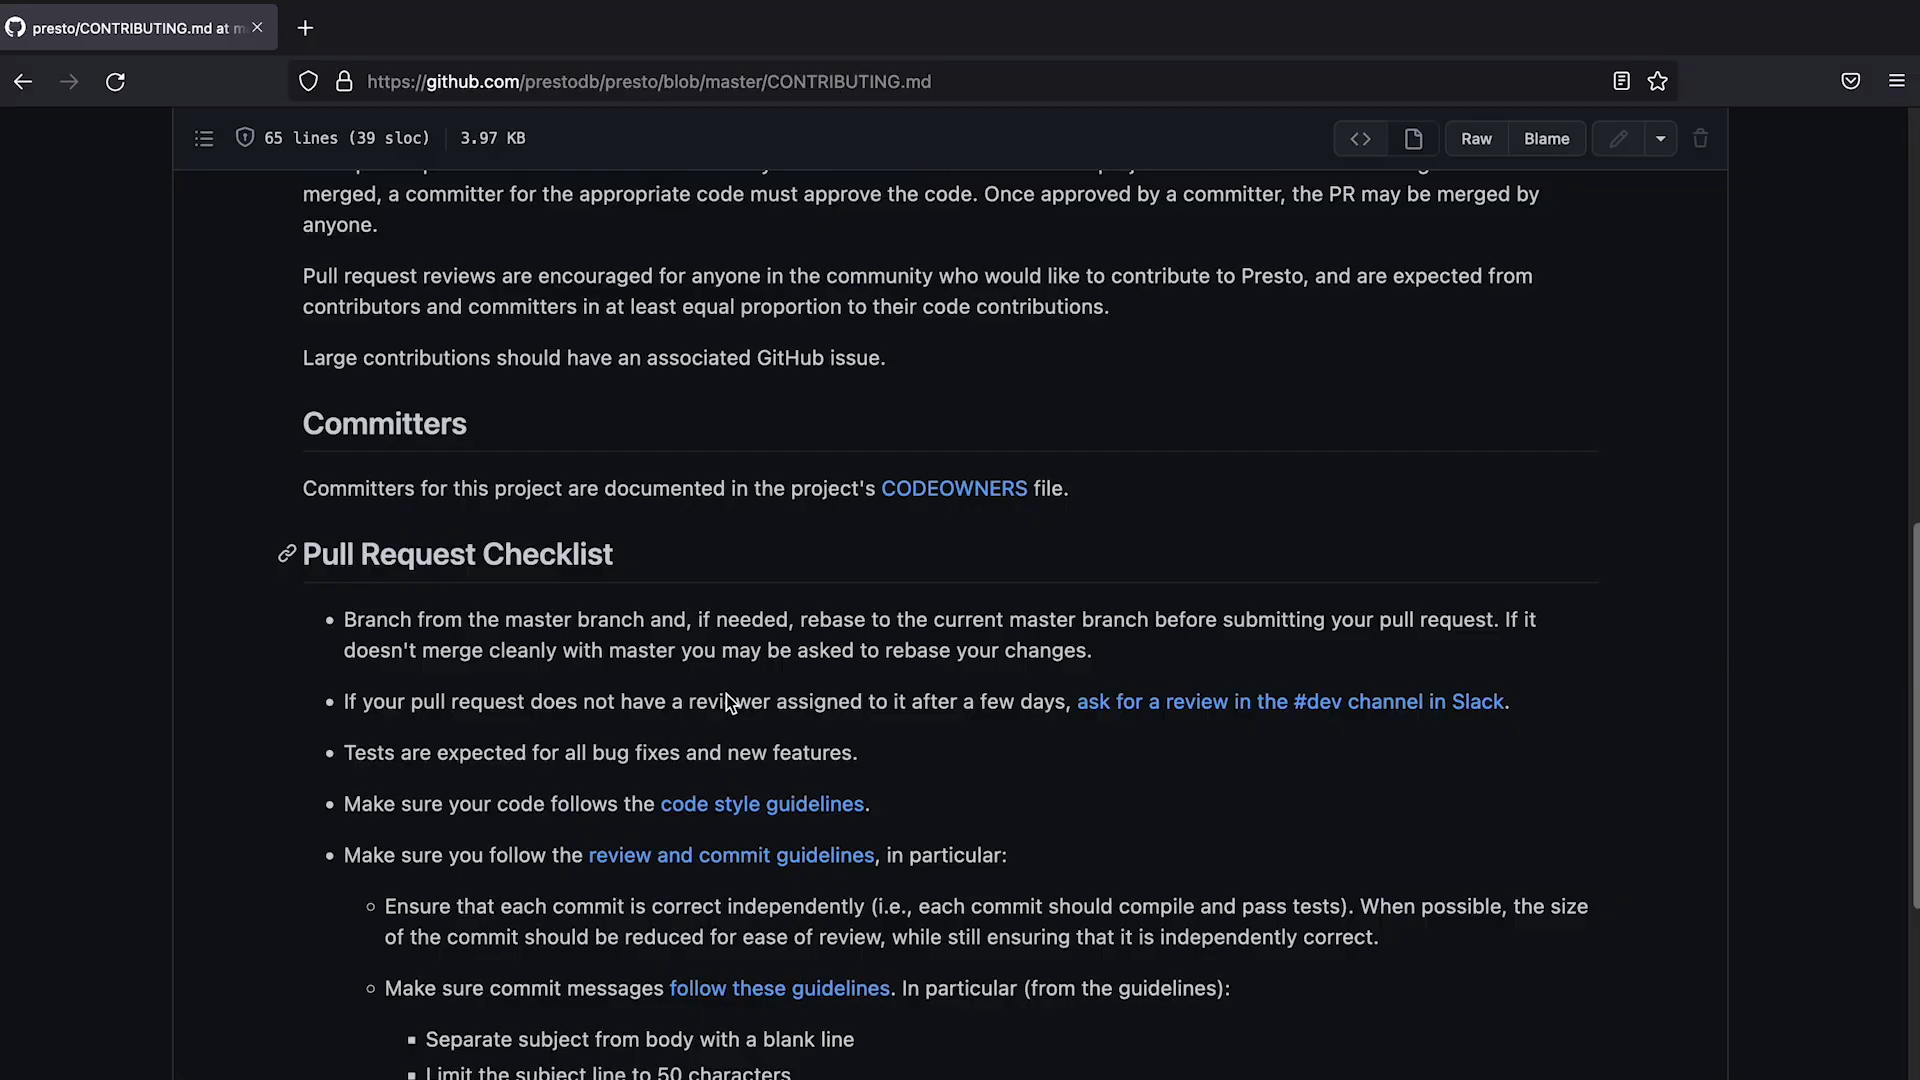 presto/CONTRIBUTING.md at m
https://github.com/prestodb/presto/blob/master/CONTRIBUTING.md
65 lines (39 sloc) 3.97 KB
Raw Blame
merged, a committer for the appropriate code must approve the code. Once approved by a committer, the PR may be merged by
anyone.
Pull request reviews are encouraged for anyone in the community who would like to contribute to Presto, and are expected from
contributors and committers in at least equal proportion to their code contributions.
Large contributions should have an associated GitHub issue.
Committers
Committers for this project are documented in the project's CODEOWNERS file.
Pull Request Checklist
• Branch from the master branch and, if needed, rebase to the current master branch before submitting your pull request. If it
doesn't merge cleanly with master you may be asked to rebase your changes.
• If your pull request does not have a reviewer assigned to it after a few days, ask for a review in the #dev channel in Slack.
• Tests are expected for all bug fixes and new features.
• Make sure your code follows the code style guidelines.
• Make sure you follow the review and commit guidelines, in particular:
○ Ensure that each commit is correct independently (i.e., each commit should compile and pass tests). When possible, the size
of the commit should be reduced for ease of review, while still ensuring that it is independently correct.
○ Make sure commit messages follow these guidelines. In particular (from the guidelines):
▪ Separate subject from body with a blank line
▪ Limit the subject line to 50 characters